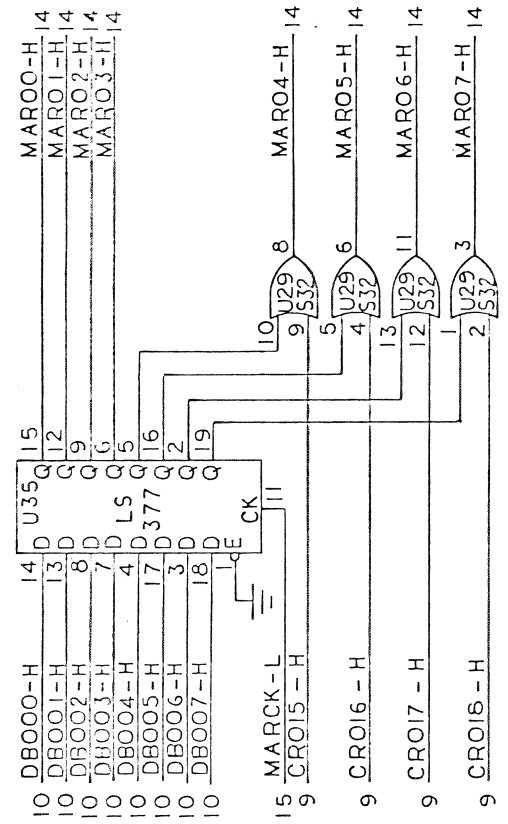 10 DB000-H 14 D U35 Q 15 MAR00-H 14
10 DB001-H 13 D Q 12 MAR01-H 14
10 DB002-H 8 D Q 9 MAR02-H 14
10 DB003-H 7 D Q 6 MAR03-H 14
10 DB004-H 4 D LS Q 5
10 DB005-H 17 D 377 Q 16
10 DB006-H 3 D Q 2
10 DB007-H 18 D Q 19
1 E CK 11
15 MARCK-L 10 U29 8 MAR04-H 14
9 CR015-H 9 S32
5 U29 6 MAR05-H 14
9 CR016-H 4 S32
13 U29 11 MAR06-H 14
9 CR017-H 12 S32
1 U29 3 MAR07-H 14
9 CR018-H 2 S32